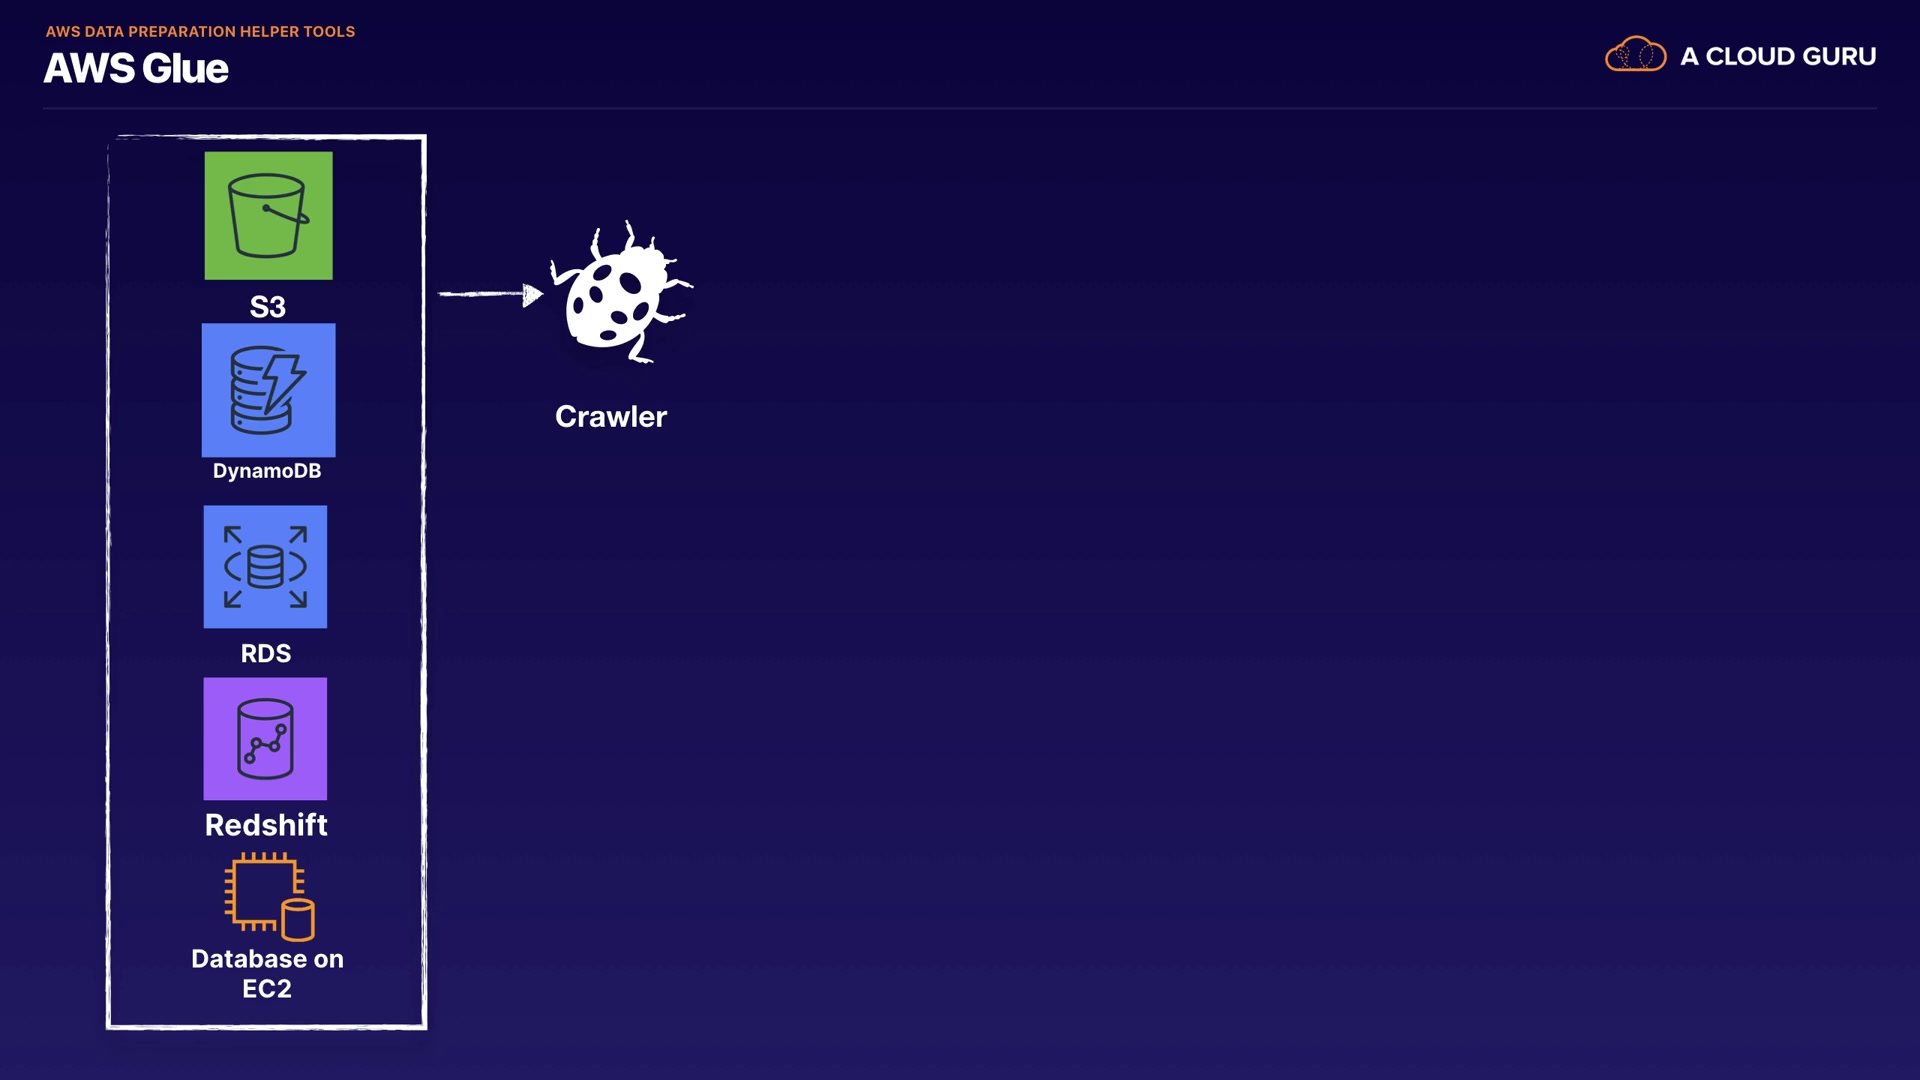 AWS DATA PREPARATION HELPER TOOLS
AWS Glue
A CLOUD GURU
S3
DynamoDB
RDS
Redshift
Database on
EC2
Crawler